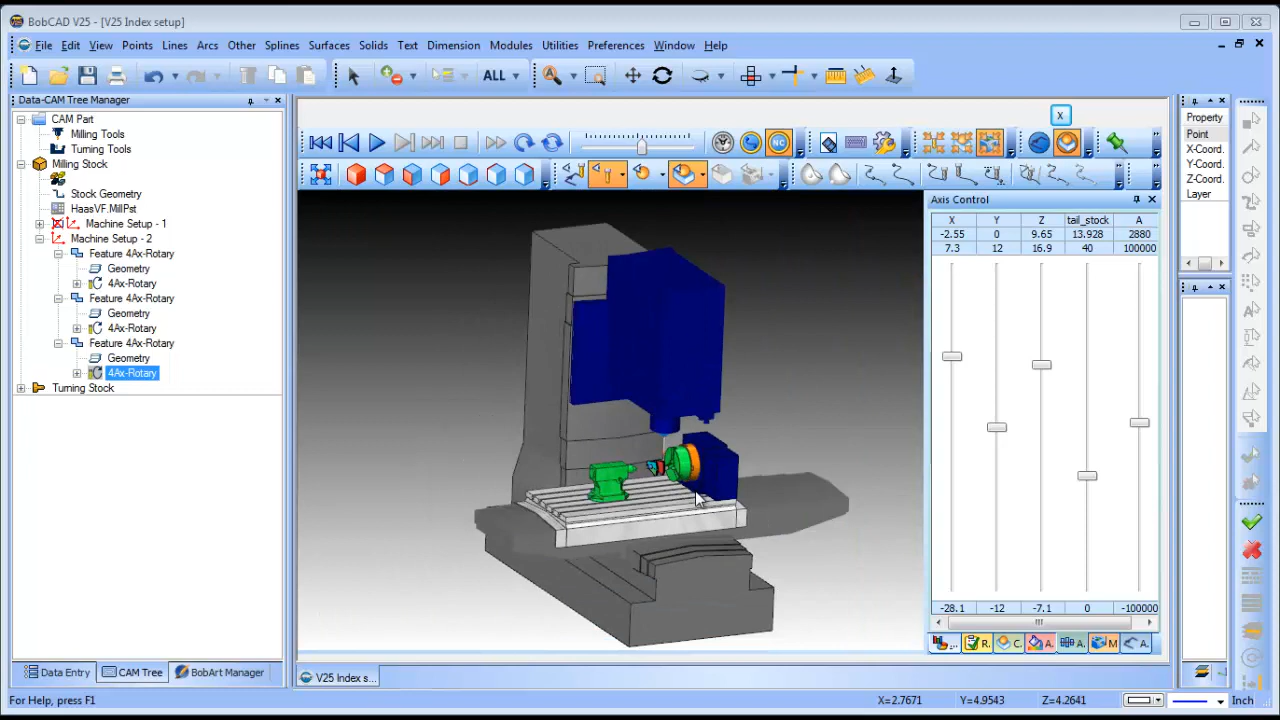 BobCAD V25 - [V25 Index setup]
File Edit View Points Lines Arcs Other Splines Surfaces Solids Text Dimension Modules Utilities Preferences Window Help
ALL
Data-CAM Tree Manager
CAM Part
Milling Tools
Turning Tools
Milling Stock
Stock Geometry
HaasVF.MillPst
Machine Setup - 1
Machine Setup - 2
Feature 4Ax-Rotary
Geometry
4Ax-Rotary
Feature 4Ax-Rotary
Geometry
4Ax-Rotary
Feature 4Ax-Rotary
Geometry
4Ax-Rotary
Turning Stock
Data Entry CAM Tree BobArt Manager
X
NC
Axis Control
X Y Z tail_stock A
-2.55 0 9.65 13.928 2880
7.3 12 16.9 40 100000
-28.1 -12 -7.1 0 -100000
R. C. A. A. M A.
V25 Index s...
Property
Point
X-Coord.
Y-Coord.
Z-Coord.
Layer
For Help, press F1
X=2.7671 Y=4.9543 Z=4.2641 Inch